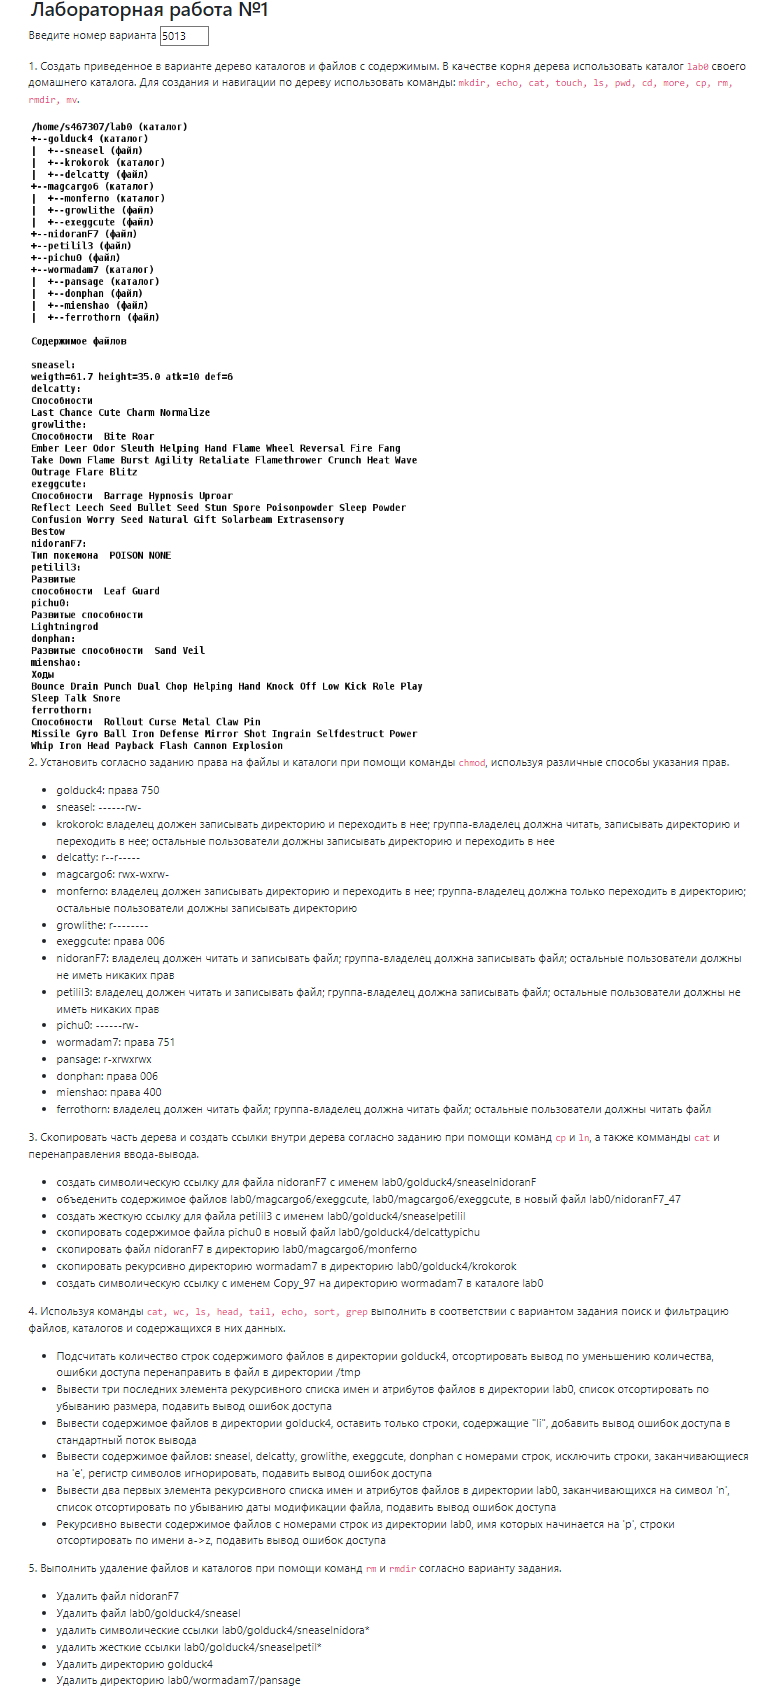 Лабораторная работа №1
Введите номер варианта 5013
1. Создать приведенное в варианте дерево каталогов и файлов с содержимым. В качестве корня дерева использовать каталог lab0 своего
домашнего каталога. Для создания и навигации по дереву использовать команды: mkdir, echo, cat, touch, ls, pwd, cd, more, cp, rm,
rmdir, mv.
/home/s467307/lab0 (каталог)
+--golduck4 (каталог)
|  +--sneasel (файл)
|  +--krokorok (каталог)
|  +--delcatty (файл)
+--magcargo6 (каталог)
|  +--monferno (каталог)
|  +--growlithe (файл)
|  +--exeggcute (файл)
+--nidoranF7 (файл)
+--petilil3 (файл)
+--pichu0 (файл)
+--wormadam7 (каталог)
|  +--pansage (каталог)
|  +--donphan (файл)
|  +--mienshao (файл)
|  +--ferrothorn (файл)
Содержимое файлов
sneasel:
weigth=61.7 height=35.0 atk=10 def=6
delcatty:
Способности
Last Chance Cute Charm Normalize
growlithe:
Способности  Bite Roar
Ember Leer Odor Sleuth Helping Hand Flame Wheel Reversal Fire Fang
Take Down Flame Burst Agility Retaliate Flamethrower Crunch Heat Wave
Outrage Flare Blitz
exeggcute:
Способности  Barrage Hypnosis Uproar
Reflect Leech Seed Bullet Seed Stun Spore Poisonpowder Sleep Powder
Confusion Worry Seed Natural Gift Solarbeam Extrasensory
Bestow
nidoranF7:
Тип покемона  POISON NONE
petilil3:
Развитые
способности  Leaf Guard
pichu0:
Развитые способности
Lightningrod
donphan:
Развитые способности  Sand Veil
mienshao:
Ходы
Bounce Drain Punch Dual Chop Helping Hand Knock Off Low Kick Role Play
Sleep Talk Snore
ferrothorn:
Способности  Rollout Curse Metal Claw Pin
Missile Gyro Ball Iron Defense Mirror Shot Ingrain Selfdestruct Power
Whip Iron Head Payback Flash Cannon Explosion
2. Установить согласно заданию права на файлы и каталоги при помощи команды chmod, используя различные способы указания прав.
• golduck4: права 750
• sneasel: ------rw-
• krokorok: владелец должен записывать директорию и переходить в нее; группа-владелец должна читать, записывать директорию и
переходить в нее; остальные пользователи должны записывать директорию и переходить в нее
• delcatty: r--r-----
• magcargo6: rwx-wxrw-
• monferno: владелец должен записывать директорию и переходить в нее; группа-владелец должна только переходить в директорию;
остальные пользователи должны записывать директорию
• growlithe: r--------
• exeggcute: права 006
• nidoranF7: владелец должен читать и записывать файл; группа-владелец должна записывать файл; остальные пользователи должны
не иметь никаких прав
• petilil3: владелец должен читать и записывать файл; группа-владелец должна записывать файл; остальные пользователи должны не
иметь никаких прав
• pichu0: ------rw-
• wormadam7: права 751
• pansage: r-xrwxrwx
• donphan: права 006
• mienshao: права 400
• ferrothorn: владелец должен читать файл; группа-владелец должна читать файл; остальные пользователи должны читать файл
3. Скопировать часть дерева и создать ссылки внутри дерева согласно заданию при помощи команд cp и ln, а также комманды cat и
перенаправления ввода-вывода.
• создать символическую ссылку для файла nidoranF7 с именем lab0/golduck4/sneaselnidoranF
• объеденить содержимое файлов lab0/magcargo6/exeggcute, lab0/magcargo6/exeggcute, в новый файл lab0/nidoranF7_47
• создать жесткую ссылку для файла petilil3 с именем lab0/golduck4/sneaselpetilil
• скопировать содержимое файла pichu0 в новый файл lab0/golduck4/delcattypichu
• скопировать файл nidoranF7 в директорию lab0/magcargo6/monferno
• скопировать рекурсивно директорию wormadam7 в директорию lab0/golduck4/krokorok
• создать символическую ссылку c именем Copy_97 на директорию wormadam7 в каталоге lab0
4. Используя команды cat, wc, ls, head, tail, echo, sort, grep выполнить в соответствии с вариантом задания поиск и фильтрацию
файлов, каталогов и содержащихся в них данных.
• Подсчитать количество строк содержимого файлов в директории golduck4, отсортировать вывод по уменьшению количества,
ошибки доступа перенаправить в файл в директории /tmp
• Вывести три последних элемента рекурсивного списка имен и атрибутов файлов в директории lab0, список отсортировать по
убыванию размера, подавить вывод ошибок доступа
• Вывести содержимое файлов в директории golduck4, оставить только строки, содержащие "li", добавить вывод ошибок доступа в
стандартный поток вывода
• Вывести содержимое файлов: sneasel, delcatty, growlithe, exeggcute, donphan с номерами строк, исключить строки, заканчивающиеся
на 'e', регистр символов игнорировать, подавить вывод ошибок доступа
• Вывести два первых элемента рекурсивного списка имен и атрибутов файлов в директории lab0, заканчивающихся на символ 'n',
список отсортировать по убыванию даты модификации файла, подавить вывод ошибок доступа
• Рекурсивно вывести содержимое файлов с номерами строк из директории lab0, имя которых начинается на 'p', строки
отсортировать по имени a->z, подавить вывод ошибок доступа
5. Выполнить удаление файлов и каталогов при помощи команд rm и rmdir согласно варианту задания.
• Удалить файл nidoranF7
• Удалить файл lab0/golduck4/sneasel
• удалить символические ссылки lab0/golduck4/sneaselnidora*
• удалить жесткие ссылки lab0/golduck4/sneaselpetil*
• Удалить директорию golduck4
• Удалить директорию lab0/wormadam7/pansage